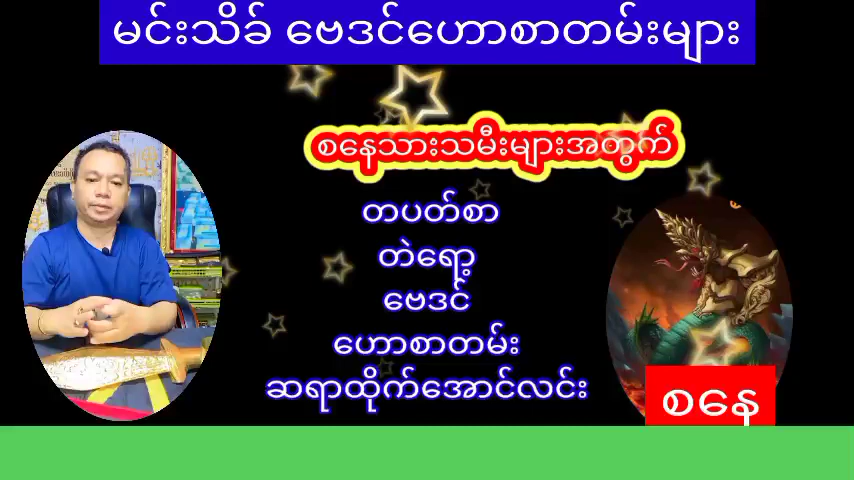 မင်းသိခ် ဗေဒင်ဟောစာတမ်းများ
စနေသားသမီးများအတွက်
တပတ်စာ
တဲရော့
ဗေဒင်
ဟောစာတမ်း
ဆရာထိုက်အောင်လင်း
စနေ